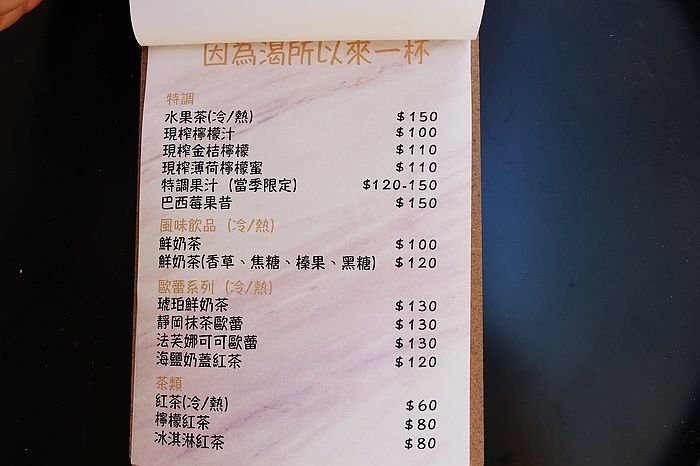 因為渴所以來一杯
特調
水果茶(冷/熱) $150
現榨檸檬汁 $100
現榨金桔檸檬 $110
現榨薄荷檸檬蜜 $110
特調果汁 (當季限定) $120-150
巴西莓果昔 $150
風味飲品 (冷/熱)
鮮奶茶 $100
鮮奶茶(香草、焦糖、榛果、黑糖) $120
歐蕾系列 (冷/熱)
琥珀鮮奶茶 $130
靜岡抹茶歐蕾 $130
法芙娜可可歐蕾 $130
海鹽奶蓋紅茶 $120
茶類
紅茶(冷/熱) $60
檸檬紅茶 $80
冰淇淋紅茶 $80